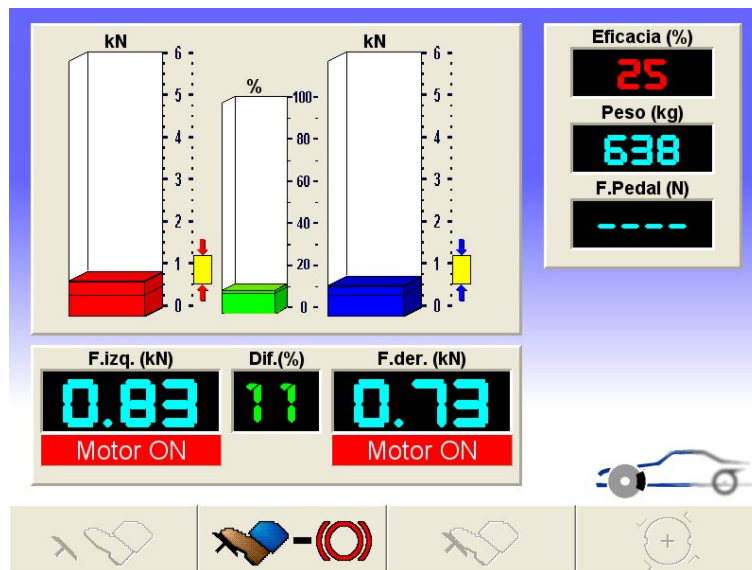 kN
kN
%
6
5
4
3
2
1
0
100
80
60
40
20
0
6
5
4
3
2
1
0
Eficacia (%)
25
Peso (kg)
638
F.Pedal (N)
----
F.izq. (kN)
Dif.(%)
F.der. (kN)
0.83
11
0.73
Motor ON
Motor ON